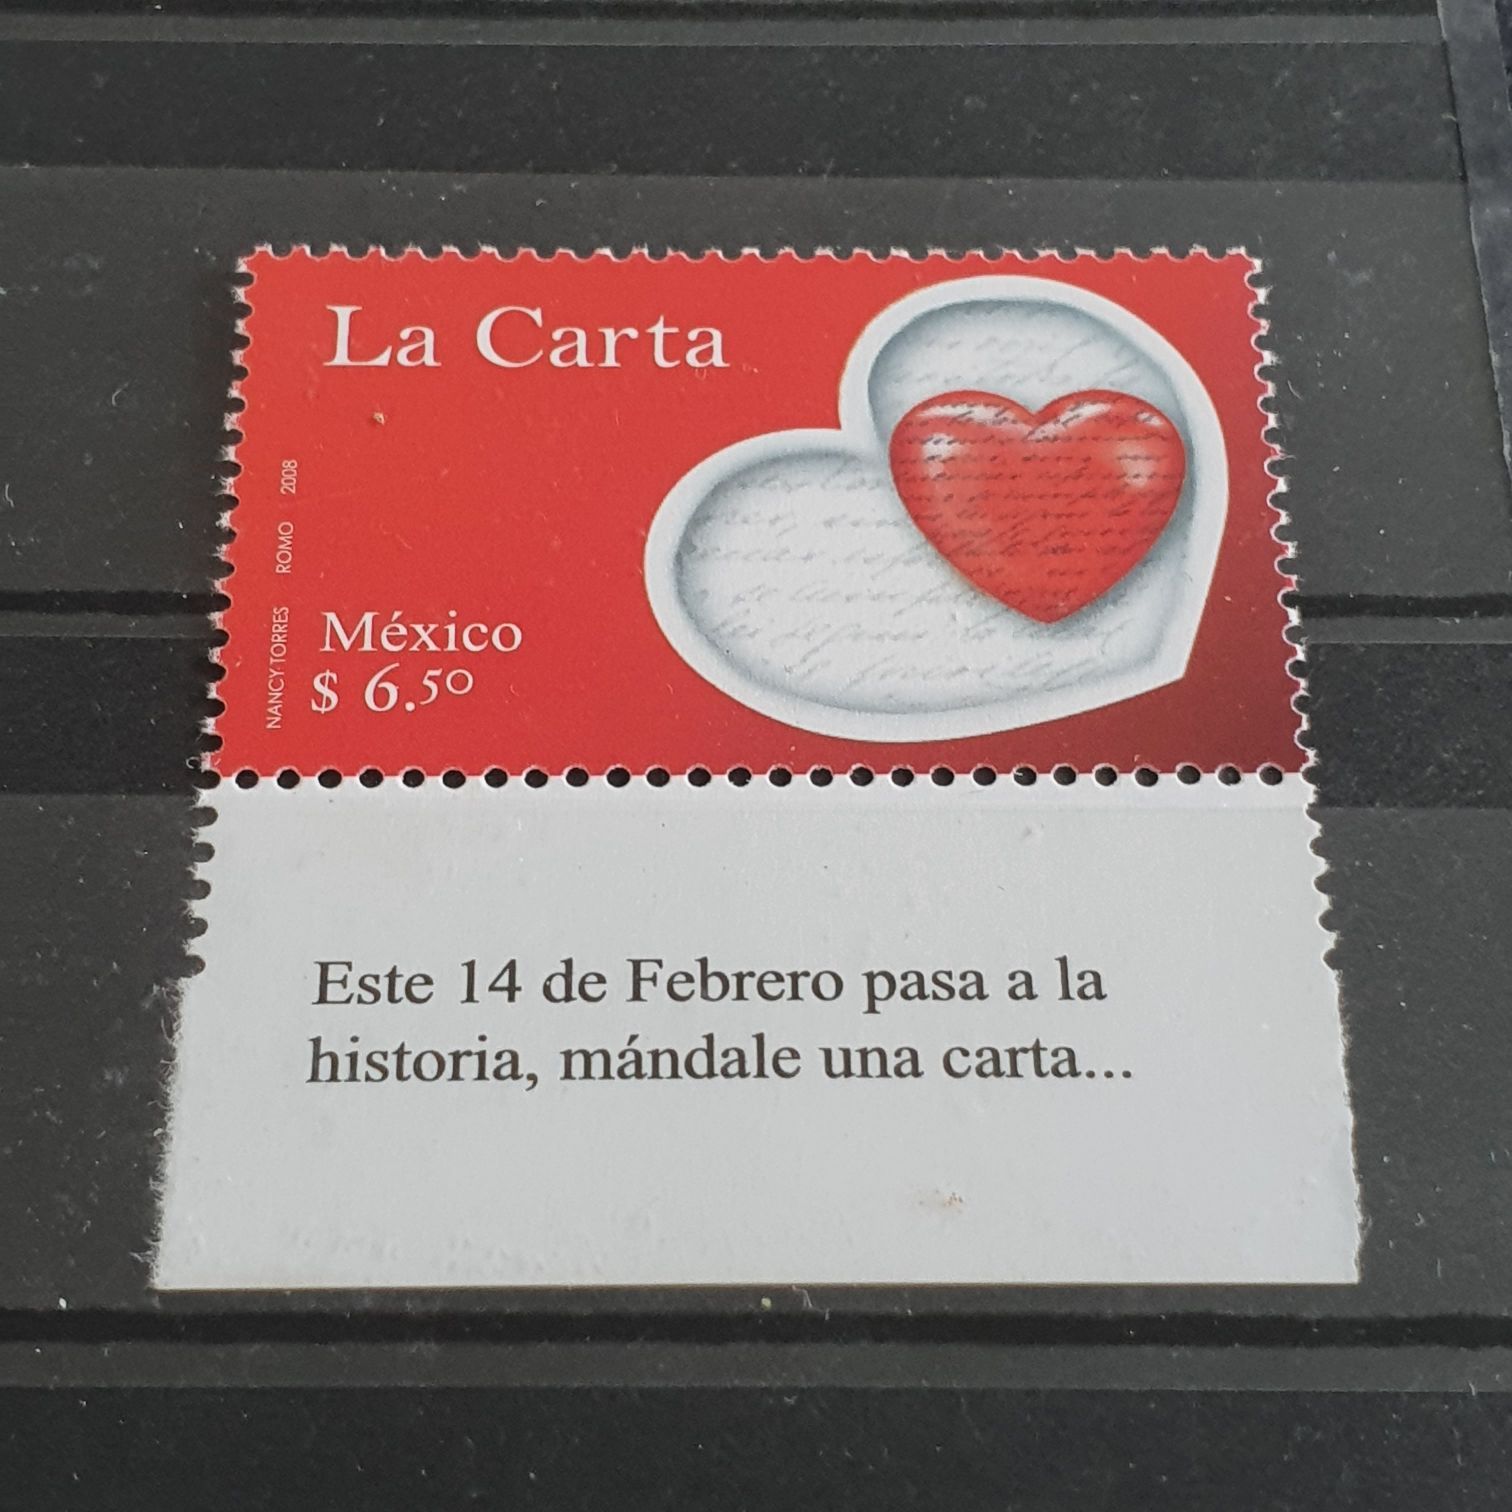 La Carta
NANCY TORRES ROMO 2008
México
$ 6.50
Este 14 de Febrero pasa a la
historia, mándale una carta...